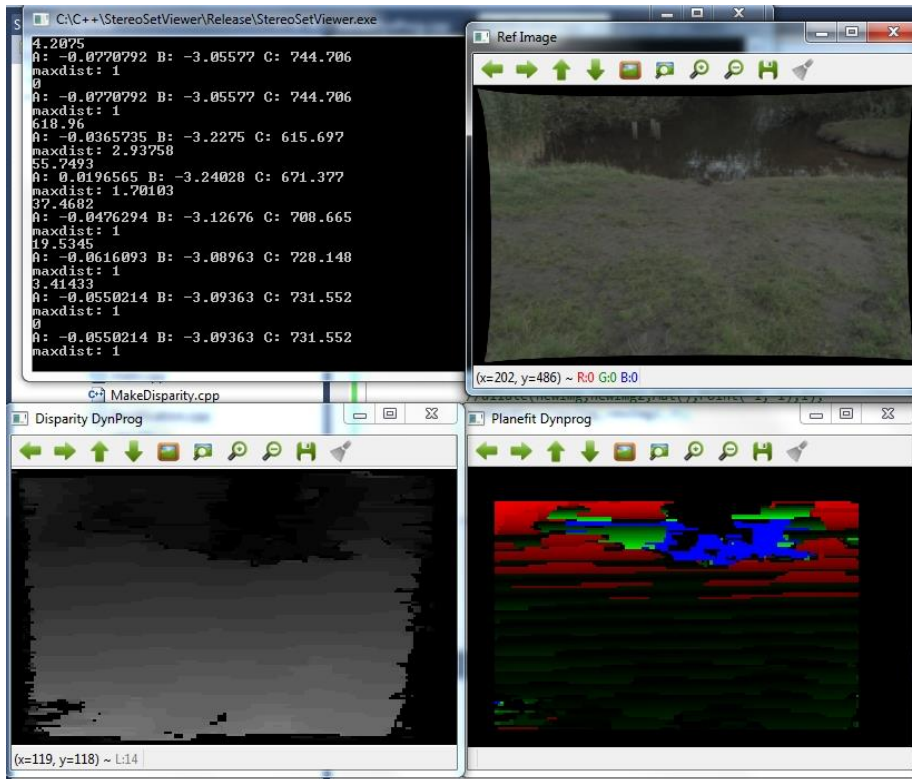 C:\C++\StereoSetViewer\Release\StereoSetViewer.exe
4.2075
A: -0.0770792 B: -3.05577 C: 744.706
maxdist: 1
0
A: -0.0770792 B: -3.05577 C: 744.706
maxdist: 1
618.96
A: -0.0365735 B: -3.2275 C: 615.697
maxdist: 2.93758
55.7493
A: 0.0196565 B: -3.24028 C: 671.377
maxdist: 1.70103
37.4682
A: -0.0476294 B: -3.12676 C: 708.665
maxdist: 1
19.5345
A: -0.0616093 B: -3.08963 C: 728.148
maxdist: 1
3.41433
A: -0.0550214 B: -3.09363 C: 731.552
maxdist: 1
0
A: -0.0550214 B: -3.09363 C: 731.552
maxdist: 1
Ref Image
(x=202, y=486) ~ R:0 G:0 B:0
MakeDisparity.cpp
Disparity DynProg
(x=119, y=118) ~ L:14
Planefit Dynprog